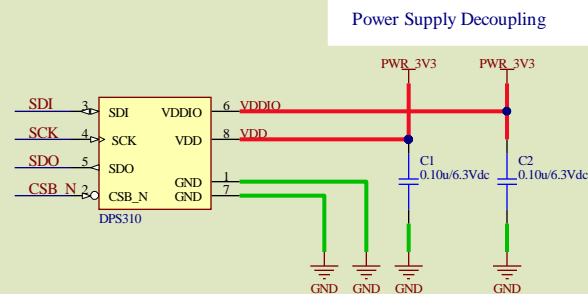 Power Supply Decoupling
PWR_3V3 PWR_3V3
SDI 3 SDI VDDIO 6 VDDIO
SCK 4 SCK VDD 8 VDD
SDO 5 SDO
GND 1
CSB_N 2 CSB_N GND 7
DPS310
C1
0.10u/6.3Vdc
C2
0.10u/6.3Vdc
GND GND GND GND